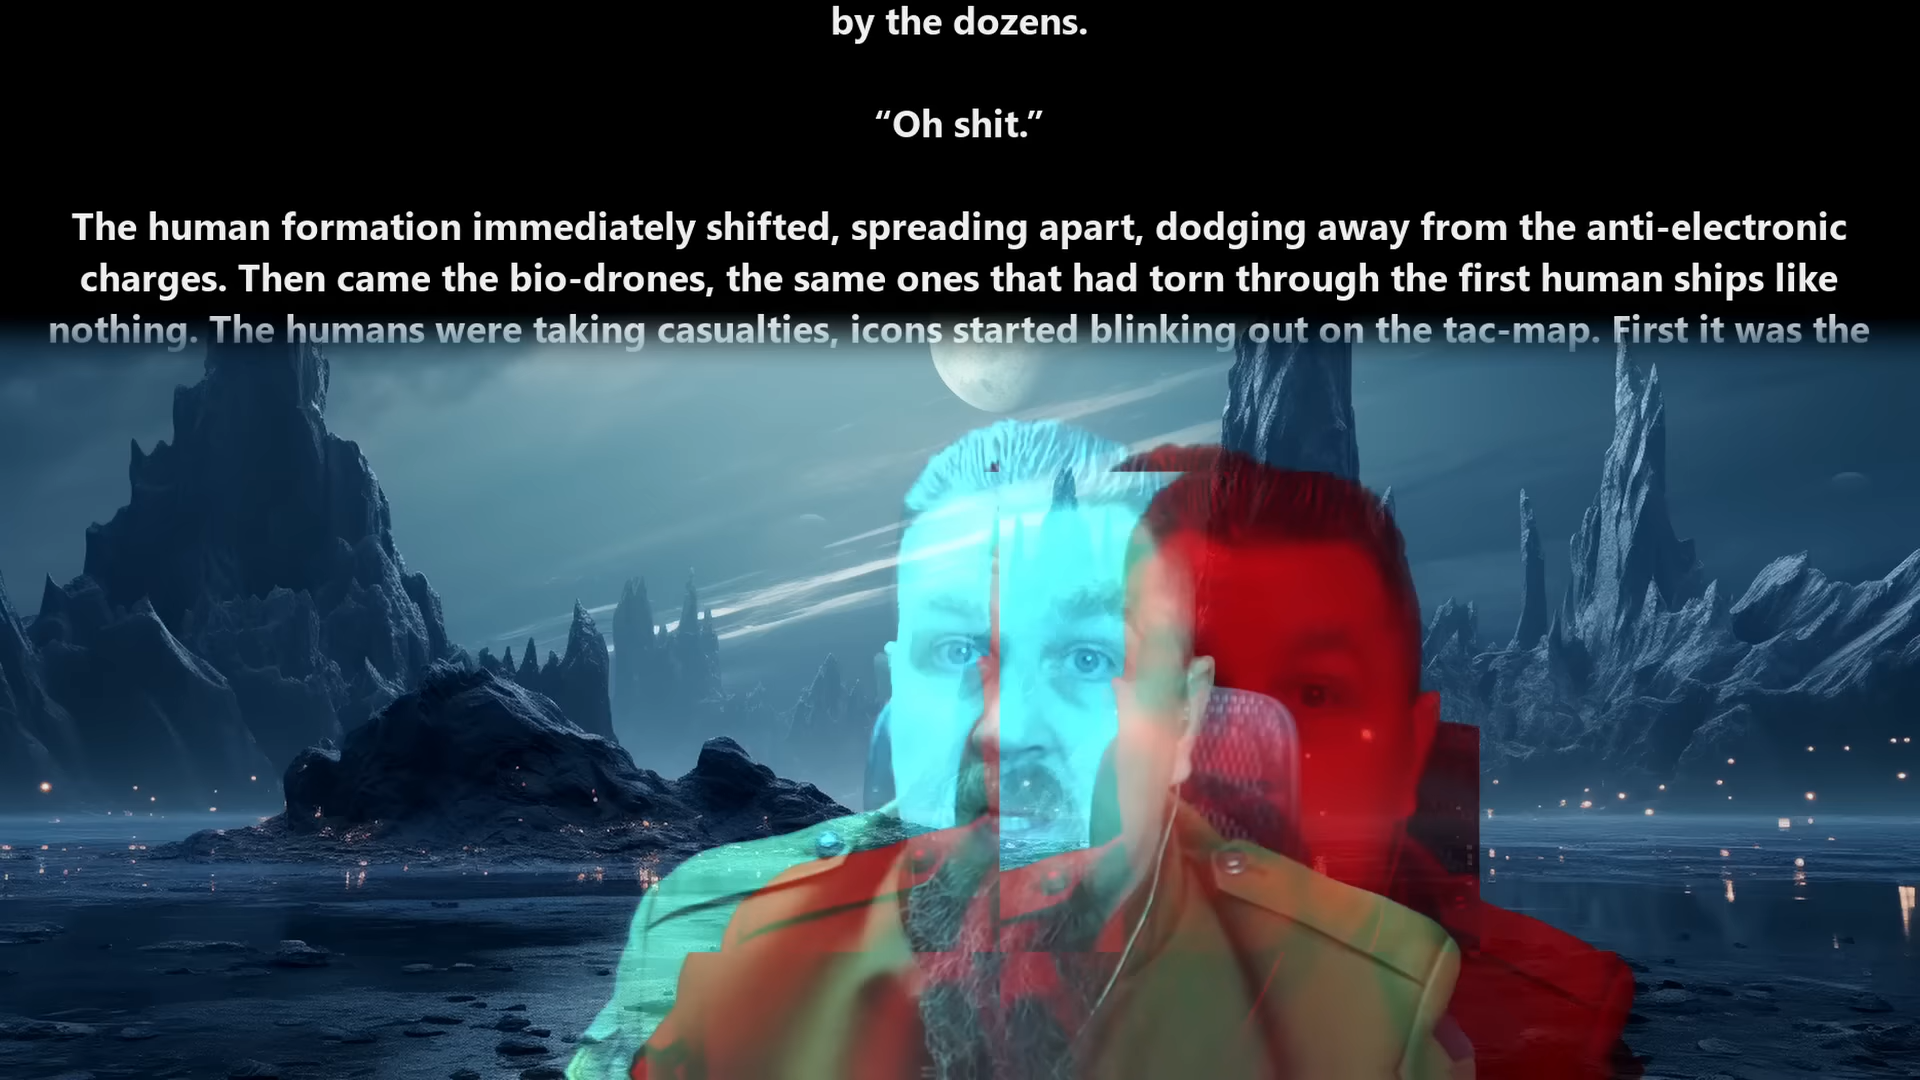 by the dozens.
“Oh shit.”
The human formation immediately shifted, spreading apart, dodging away from the anti-electronic
charges. Then came the bio-drones, the same ones that had torn through the first human ships like
nothing. The humans were taking casualties, icons started blinking out on the tac-map. First it was the